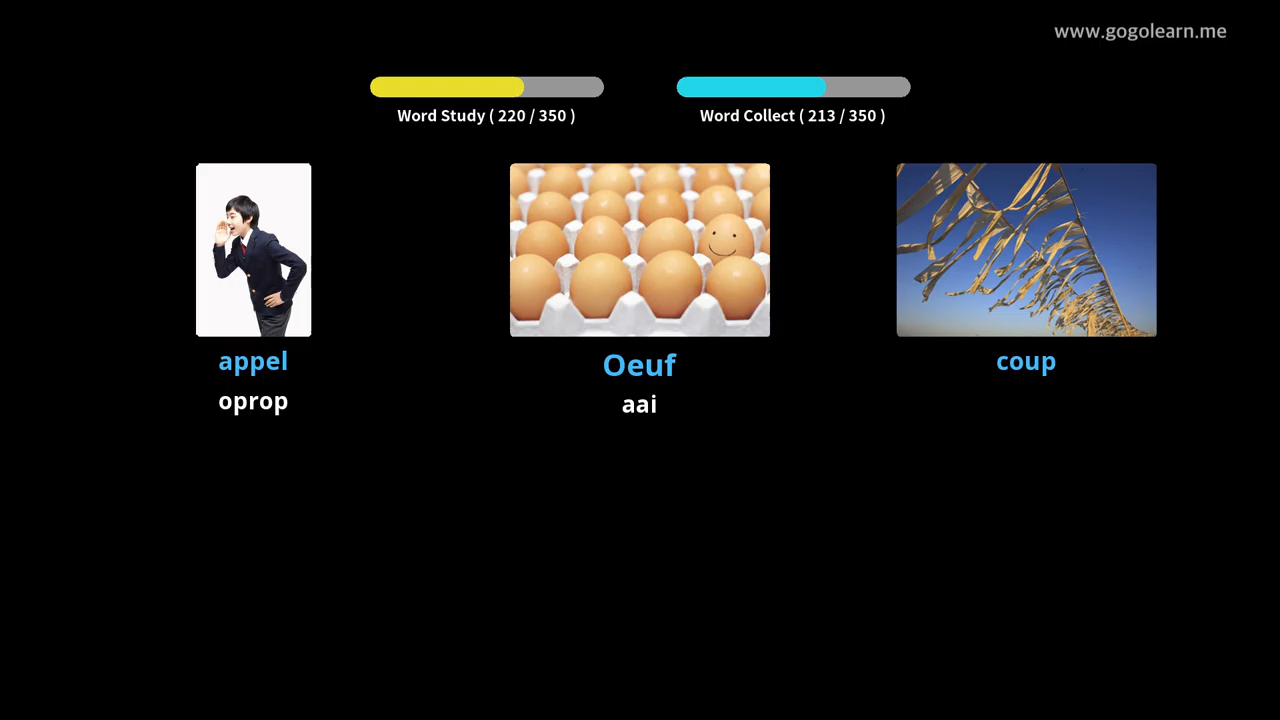 www.gogolearn.me
Word Study ( 220 / 350 )
Word Collect ( 213 / 350 )
appel
oprop
Oeuf
aai
coup